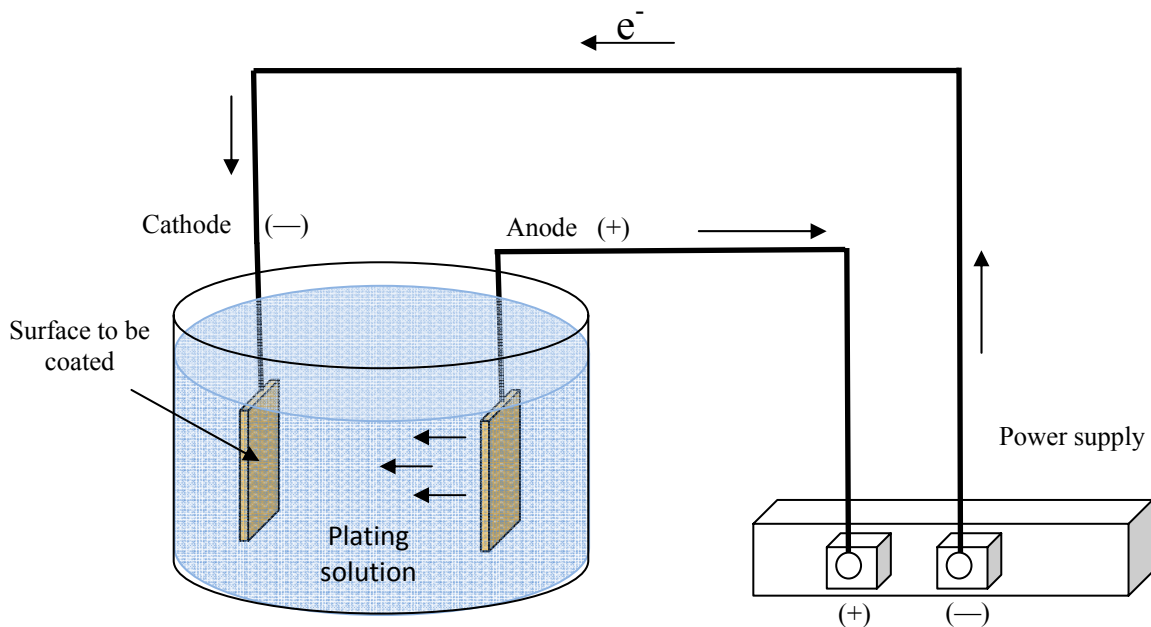 e-
Cathode (—)
Anode (+)
Surface to be
coated
Power supply
Plating
solution
(+)
(—)